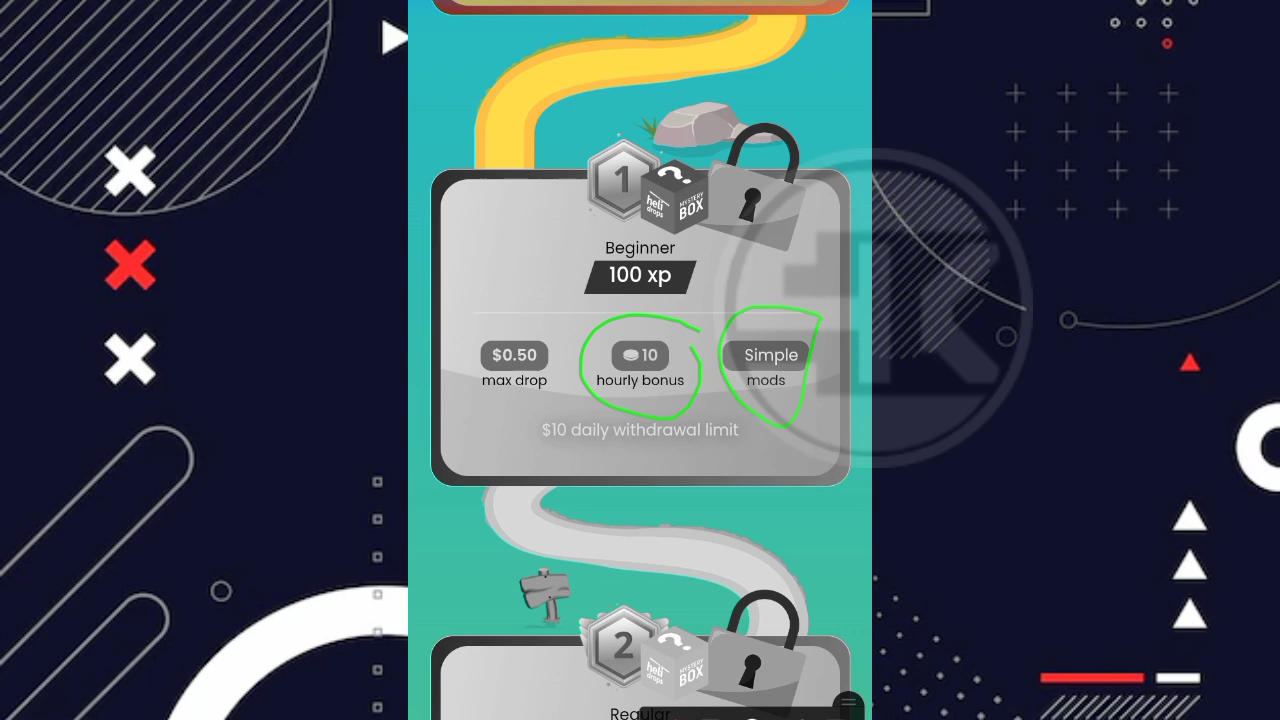 1
heli
drops
MYSTERY
BOX
Beginner
100 xp
$0.50
10
Simple
max drop
hourly bonus
mods
$10 daily withdrawal limit
2
heli
drops
MYSTERY
BOX
Regular